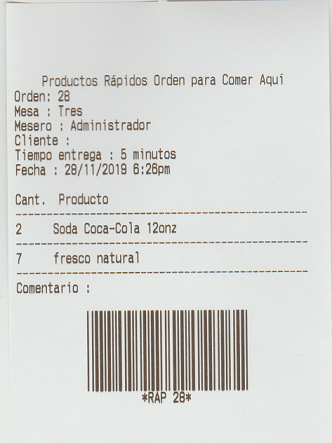 Productos Rápidos Orden para Comer Aquí
Orden: 28
Mesa : Tres
Mesero : Administrador
Cliente :
Tiempo entrega : 5 minutos
Fecha : 28/11/2019 6:26pm
Cant. Producto
2 Soda Coca-Cola 12onz
7 fresco natural
Comentario :
*RAP 28*